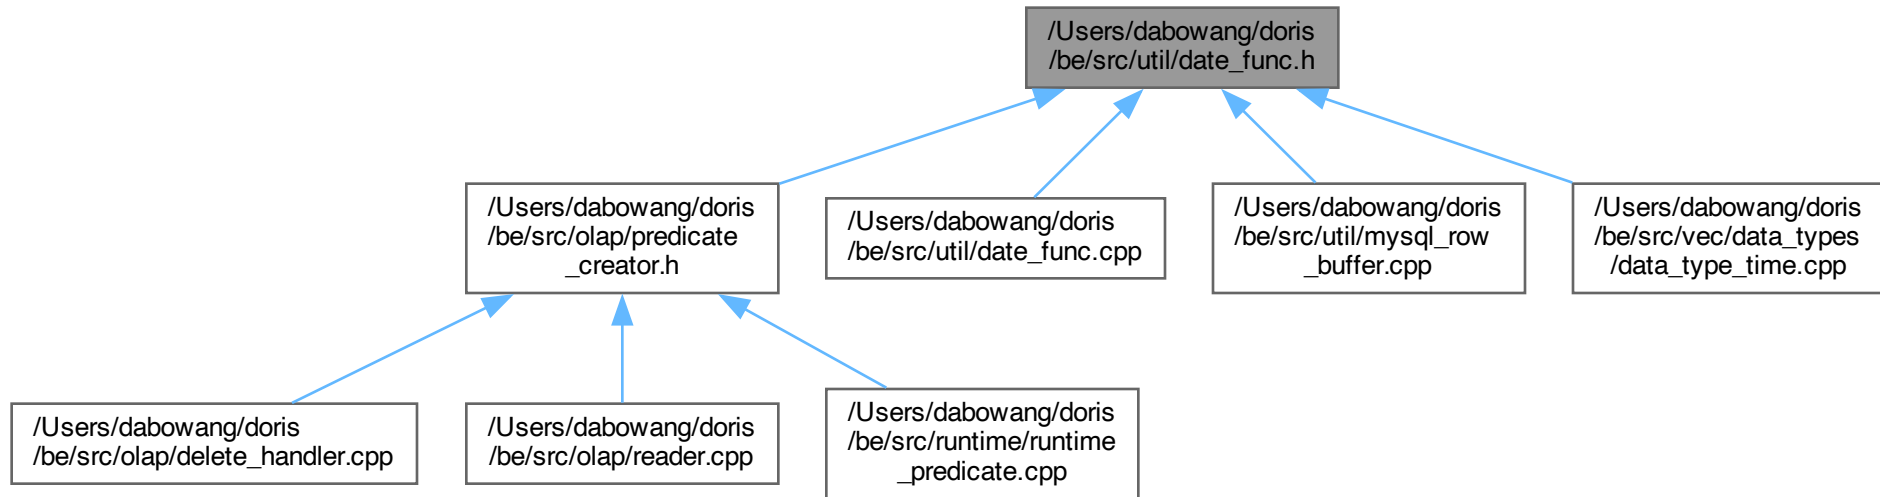 /Users/dabowang/doris
/be/src/util/date_func.h
/Users/dabowang/doris
/be/src/olap/predicate
_creator.h
/Users/dabowang/doris
/be/src/util/date_func.cpp
/Users/dabowang/doris
/be/src/util/mysql_row
_buffer.cpp
/Users/dabowang/doris
/be/src/vec/data_types
/data_type_time.cpp
/Users/dabowang/doris
/be/src/olap/delete_handler.cpp
/Users/dabowang/doris
/be/src/olap/reader.cpp
/Users/dabowang/doris
/be/src/runtime/runtime
_predicate.cpp